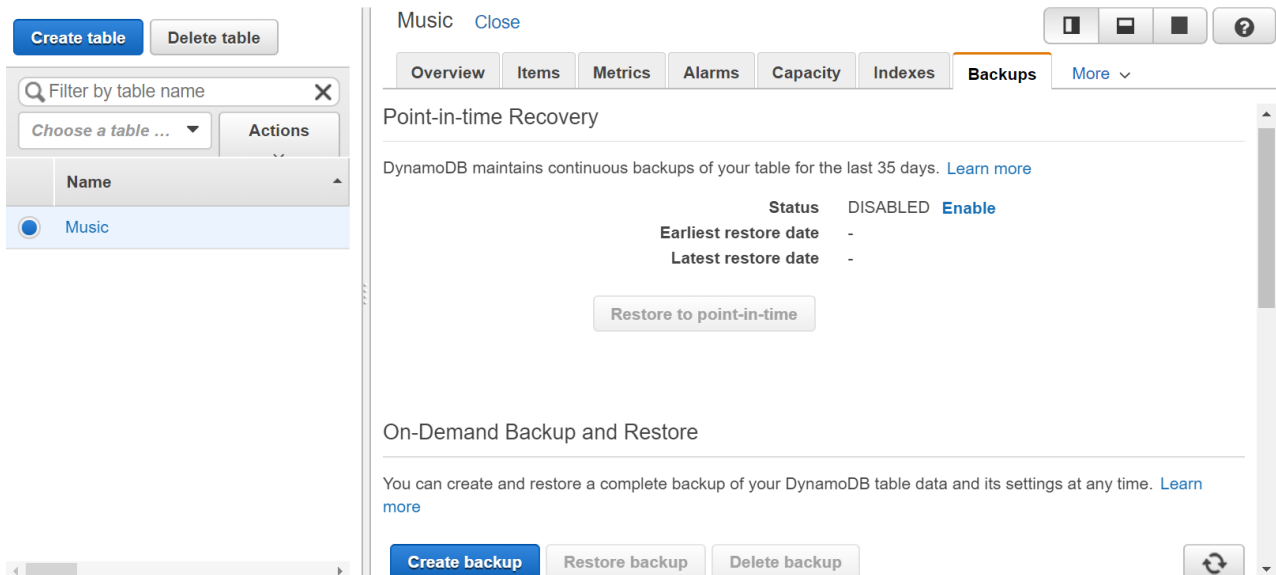 Create table Delete table
Filter by table name
Choose a table ... Actions
Name
Music
Music Close
Overview Items Metrics Alarms Capacity Indexes Backups More
Point-in-time Recovery
DynamoDB maintains continuous backups of your table for the last 35 days. Learn more
Status DISABLED Enable
Earliest restore date -
Latest restore date -
Restore to point-in-time
On-Demand Backup and Restore
You can create and restore a complete backup of your DynamoDB table data and its settings at any time. Learn
more
Create backup Restore backup Delete backup